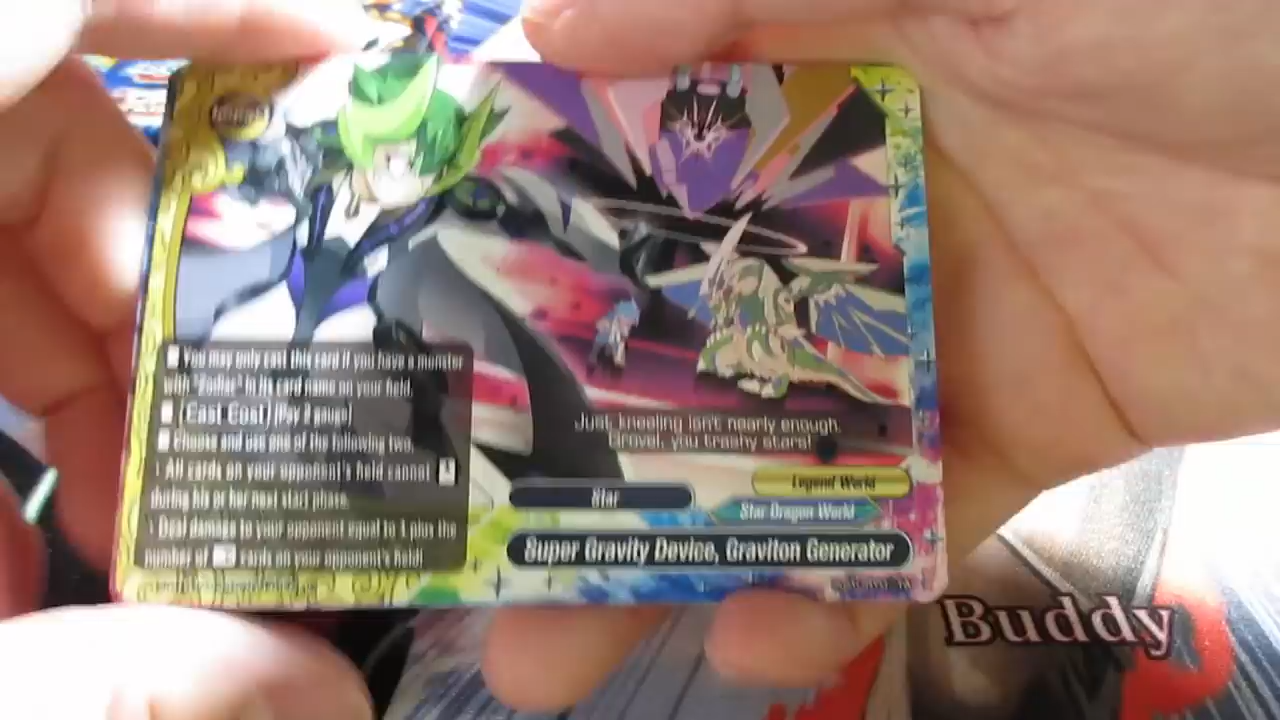 You may only cast this card if you have a monster
with "Zodiac" in its card name on your field.
[Cast Cost] [Pay 2 gauge]
Choose and use one of the following two.
All cards on your opponent's field cannot
during his or her next start phase.
Deal damage to your opponent equal to 1 plus the
number of cards on your opponent's field!
Just kneeling isn't nearly enough.
Grovel, you trashy stars!
Legend World
Star
Star Dragon World
Super Gravity Device, Graviton Generator
Buddy